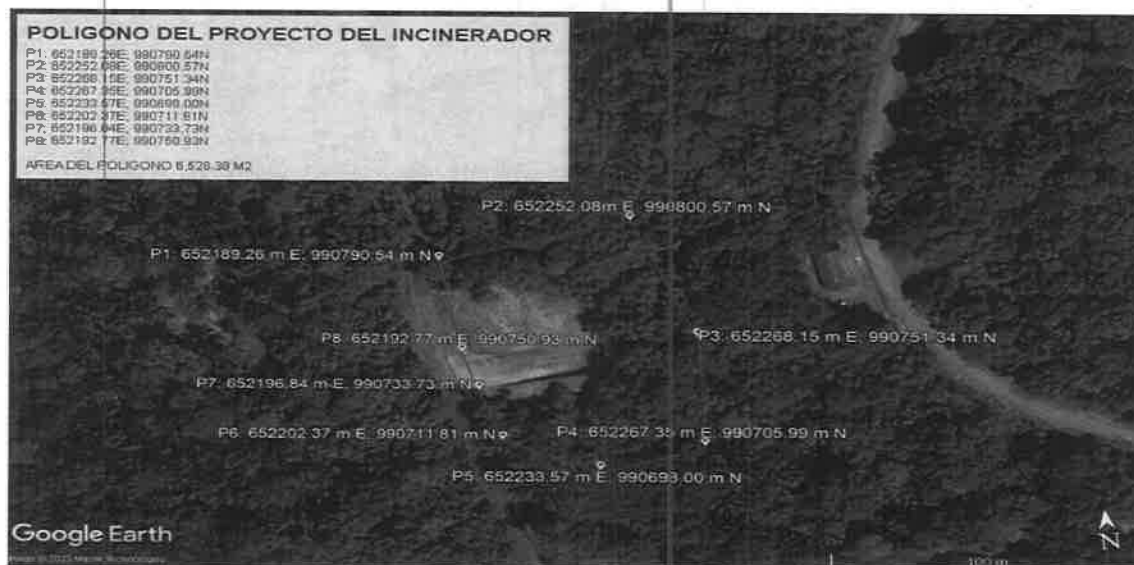 POLIGONO DEL PROYECTO DEL INCINERADOR
P1: 652189.26E; 990790.54N
P2: 652252.08E; 990800.57N
P3: 652268.15E; 990751.34N
P4: 652267.35E; 990705.99N
P5: 652233.57E; 990698.00N
P6: 652202.37E; 990711.81N
P7: 652196.84E; 990733.73N
P8: 652192.77E; 990750.93N
AREA DEL POLIGONO 6,528.38 M2
P2: 652252.08m E; 990800.57 m N
P1: 652189.26 m E; 990790.54 m N
P8: 652192.77 m E; 990750.93 m N
P3: 652268.15 m E; 990751.34 m N
P7: 652196.84 m E; 990733.73 m N
P6: 652202.37 m E; 990711.81 m N
P4: 652267.35 m E; 990705.99 m N
P5: 652233.57 m E; 990698.00 m N
Google Earth
N
100 m